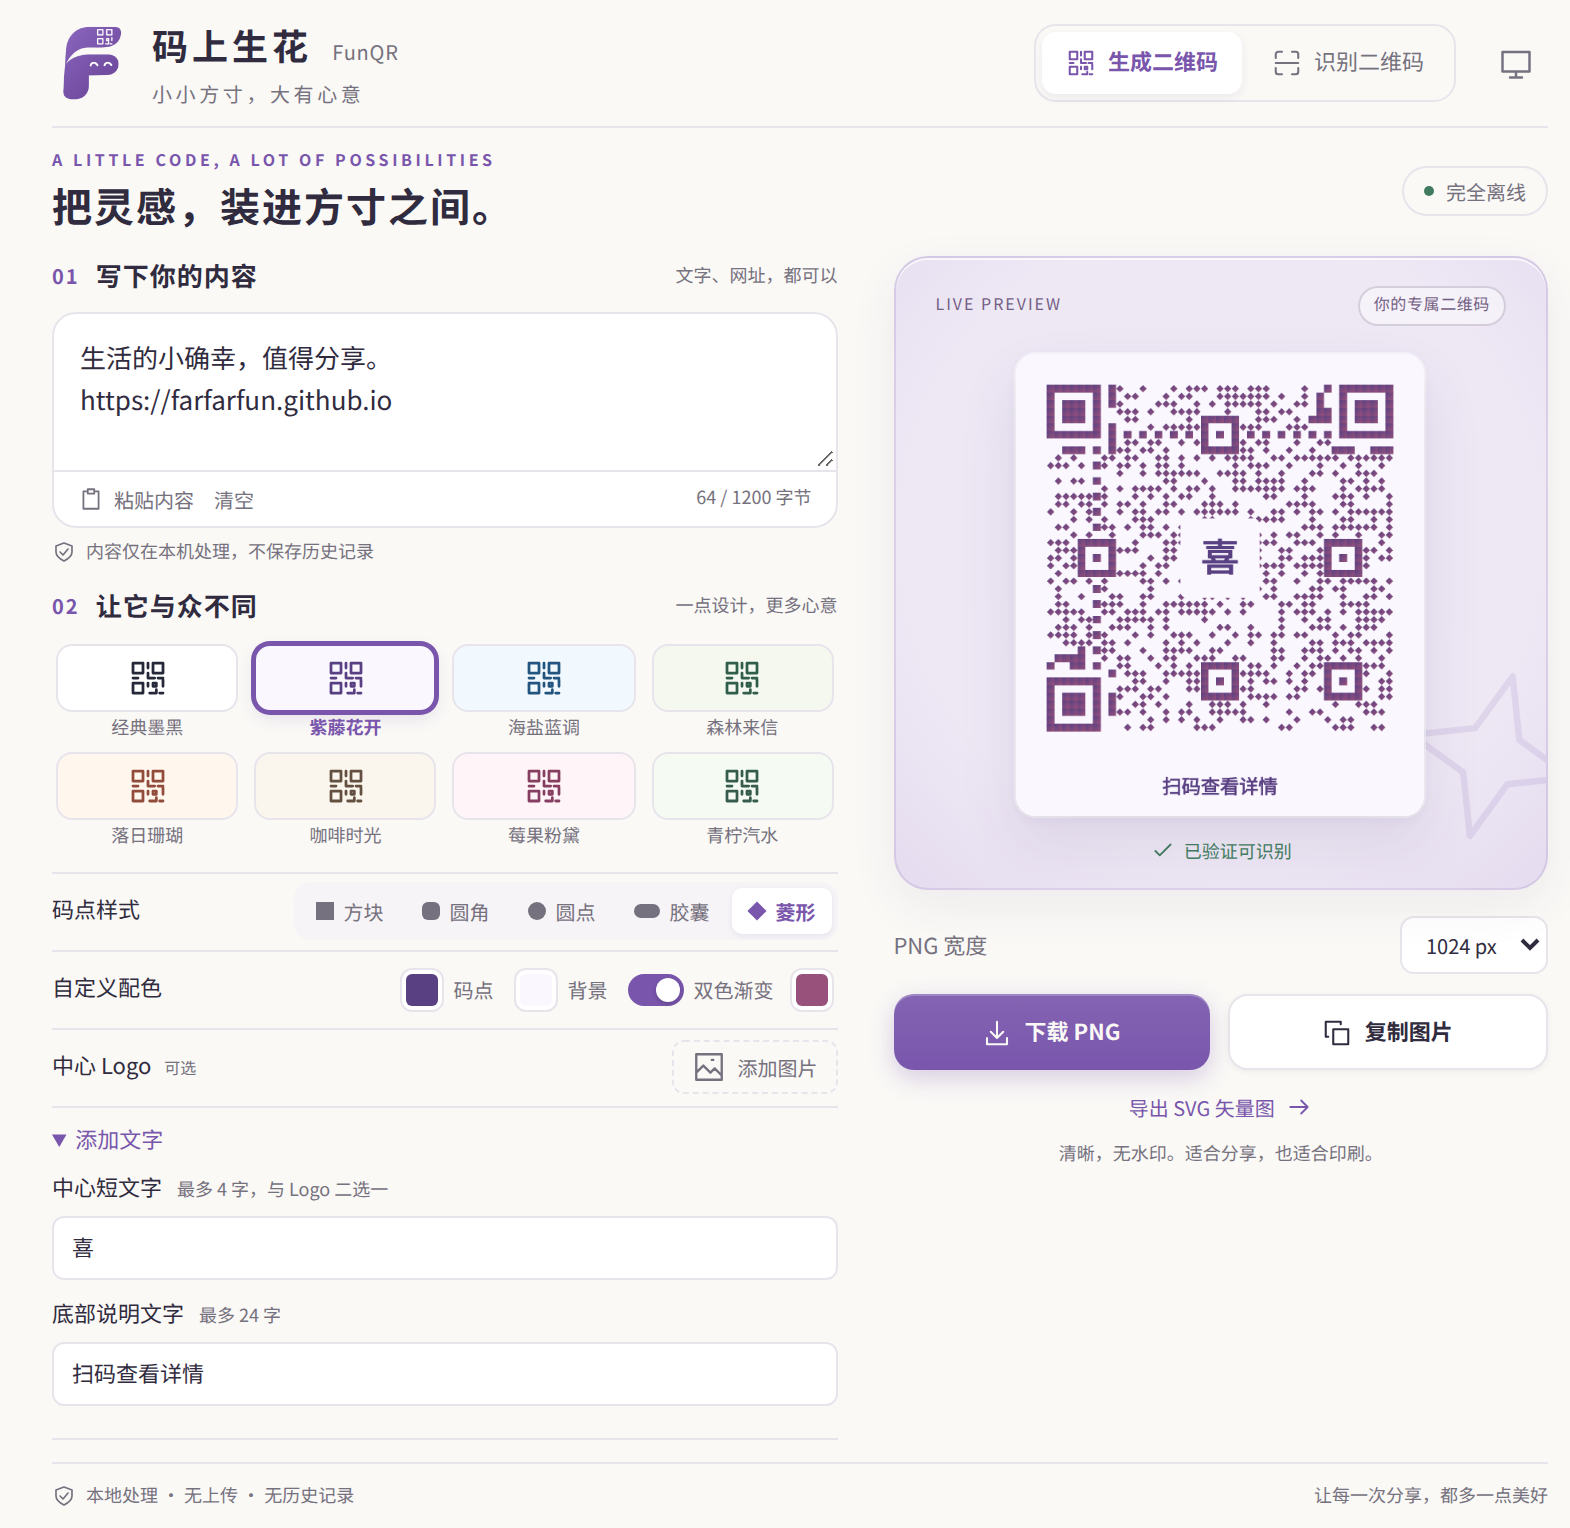 码上生花 FunQR
小小方寸，大有心意
生成二维码
识别二维码
A LITTLE CODE, A LOT OF POSSIBILITIES
把灵感，装进方寸之间。
完全离线
01 写下你的内容
文字、网址，都可以
生活的小确幸，值得分享。
https://farfarfun.github.io
粘贴内容 清空
64 / 1200 字节
内容仅在本机处理，不保存历史记录
02 让它与众不同
一点设计，更多心意
经典墨黑
紫藤花开
海盐蓝调
森林来信
落日珊瑚
咖啡时光
莓果粉黛
青柠汽水
码点样式
方块
圆角
圆点
胶囊
菱形
自定义配色
码点
背景
双色渐变
中心 Logo 可选
添加图片
添加文字
中心短文字 最多 4 字，与 Logo 二选一
喜
底部说明文字 最多 24 字
扫码查看详情
LIVE PREVIEW
你的专属二维码
喜
扫码查看详情
已验证可识别
PNG 宽度
1024 px
下载 PNG
复制图片
导出 SVG 矢量图
清晰，无水印。适合分享，也适合印刷。
本地处理 • 无上传 • 无历史记录
让每一次分享，都多一点美好